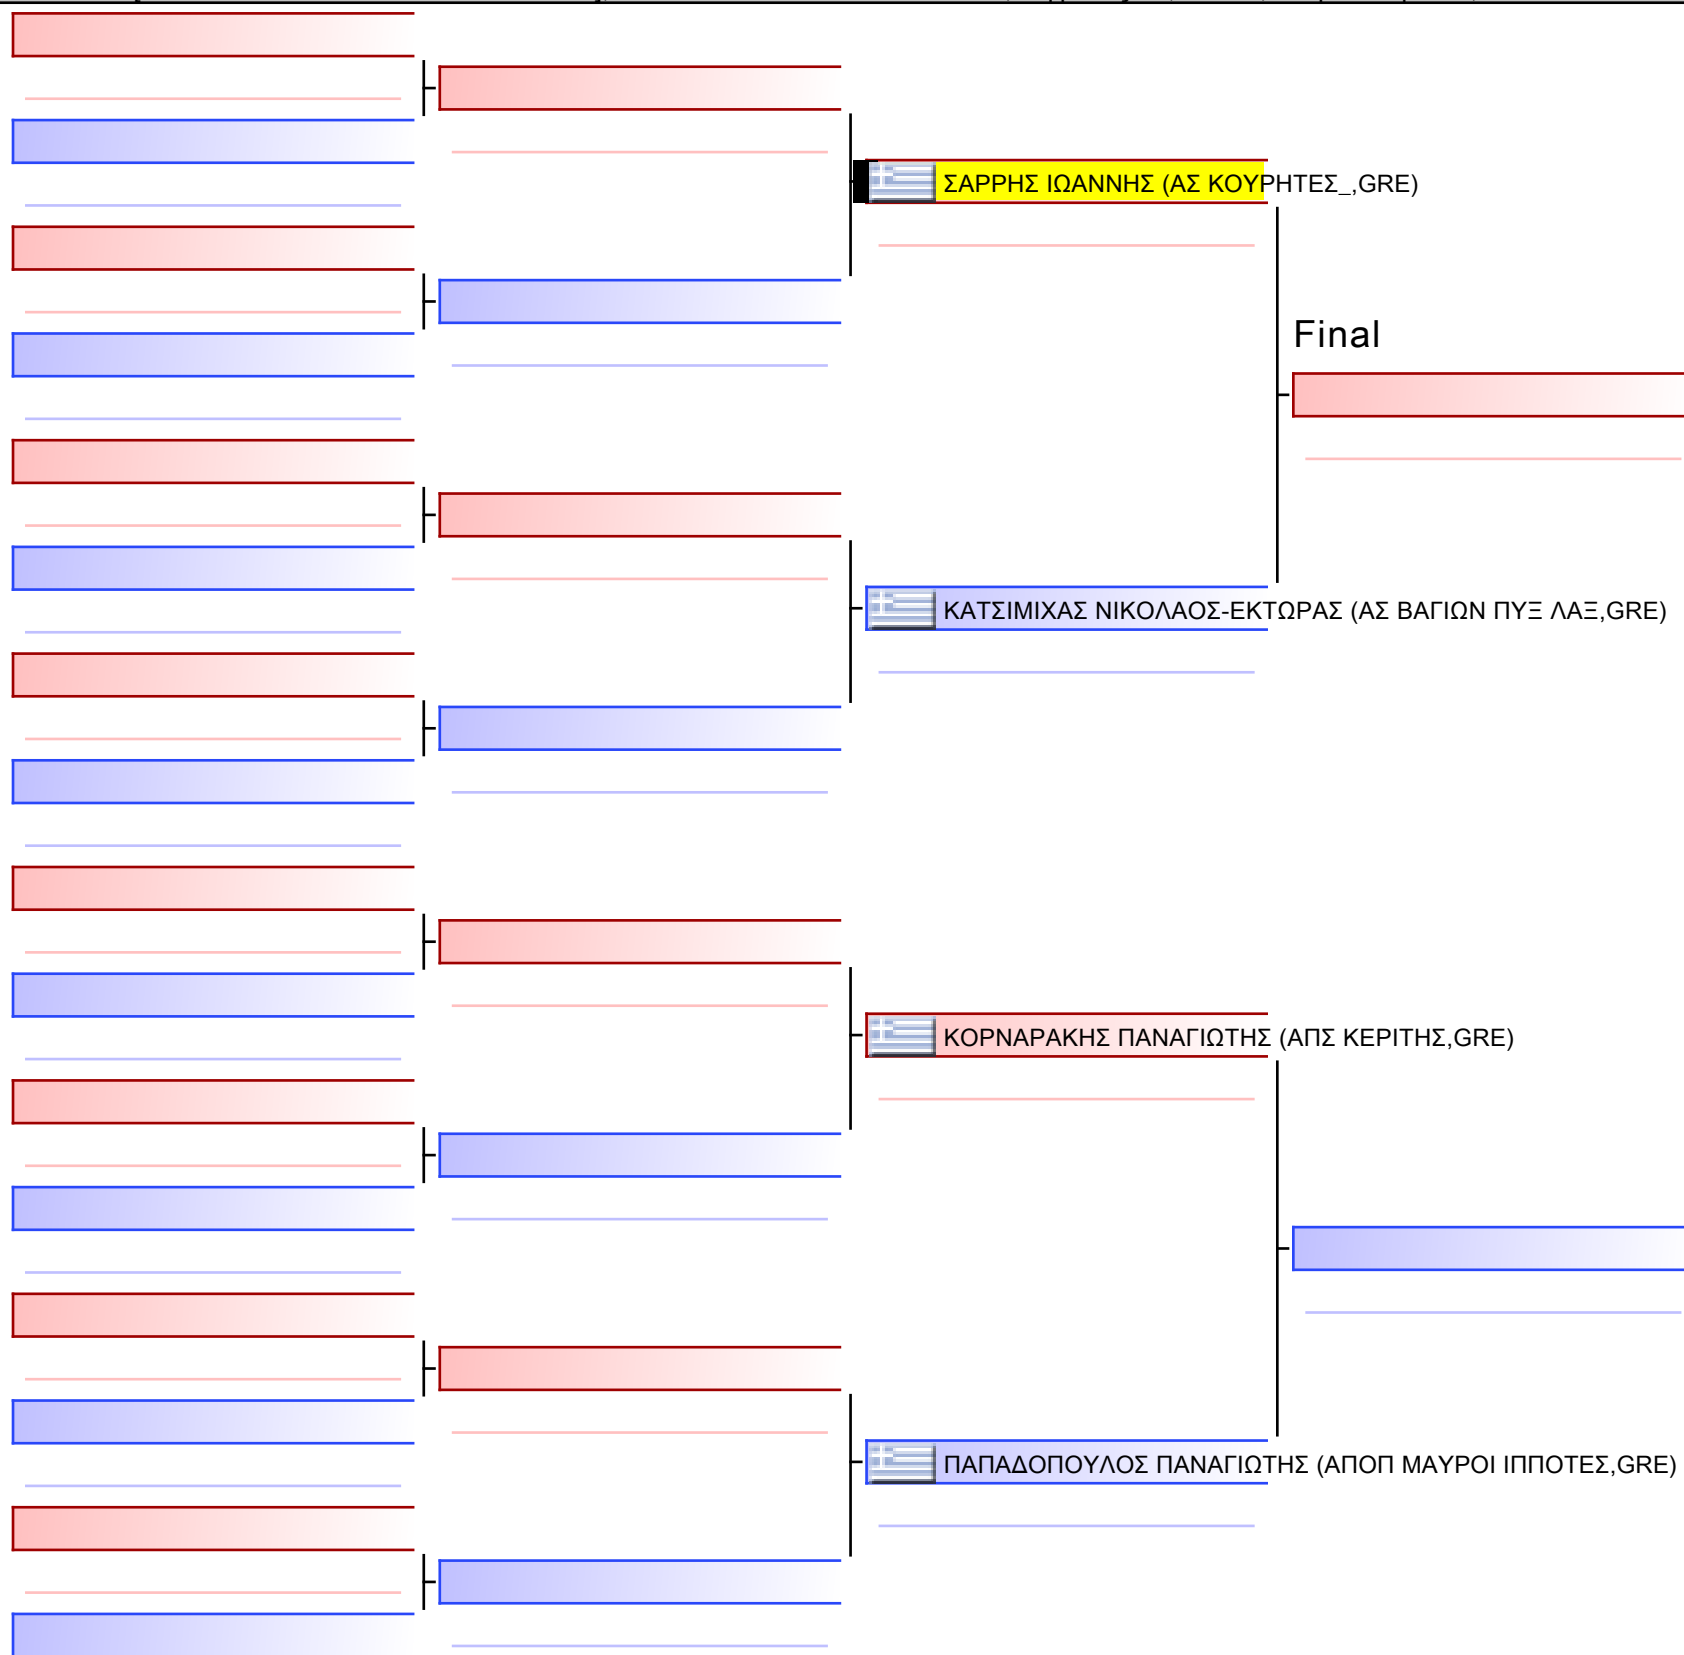 ΣΑΡΡΗΣ ΙΩΑΝΝΗΣ (ΑΣ ΚΟΥΡΗΤΕΣ_,GRE)
Final
ΚΑΤΣΙΜΙΧΑΣ ΝΙΚΟΛΑΟΣ-ΕΚΤΩΡΑΣ (ΑΣ ΒΑΓΙΩΝ ΠΥΞ ΛΑΞ,GRE)
ΚΟΡΝΑΡΑΚΗΣ ΠΑΝΑΓΙΩΤΗΣ (ΑΠΣ ΚΕΡΙΤΗΣ,GRE)
ΠΑΠΑΔΟΠΟΥΛΟΣ ΠΑΝΑΓΙΩΤΗΣ (ΑΠΟΠ ΜΑΥΡΟΙ ΙΠΠΟΤΕΣ,GRE)